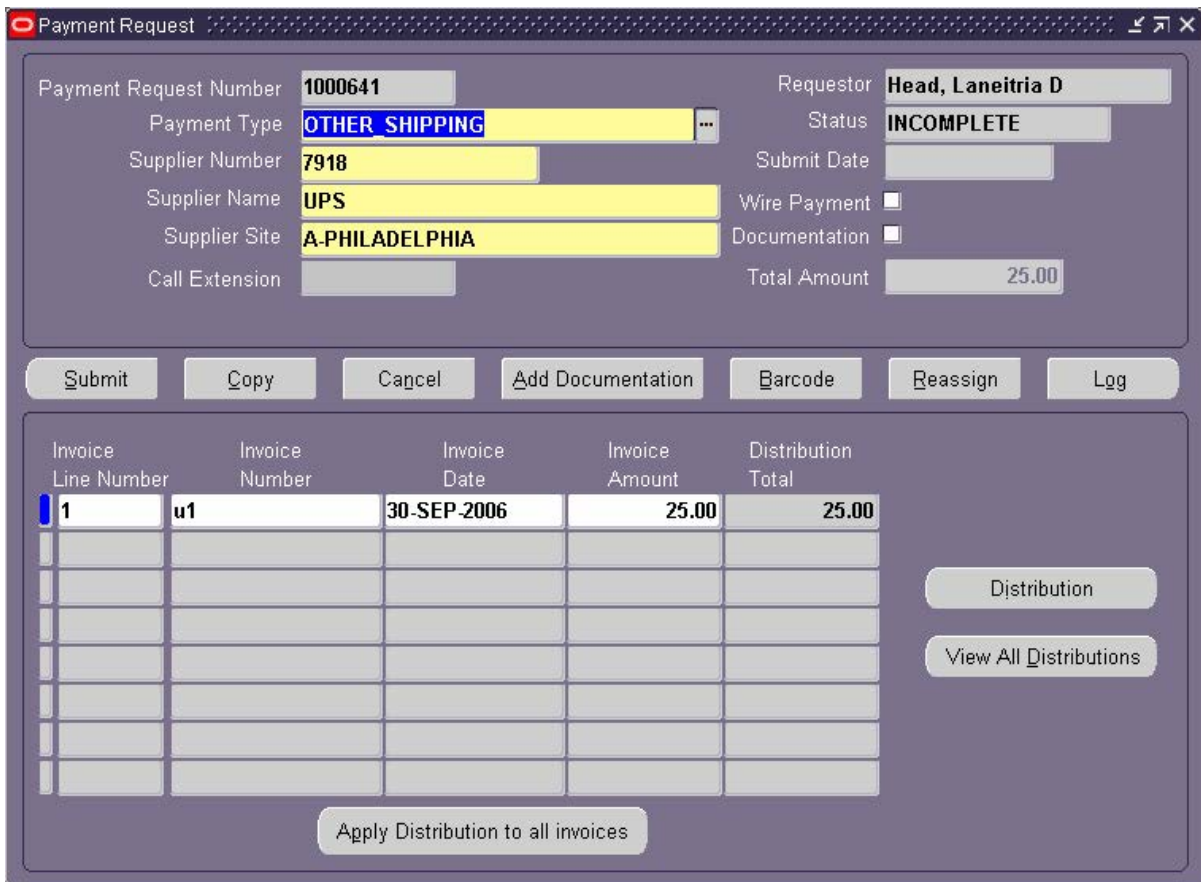 Payment Request
Payment Request Number 1000641 Requestor Head, Laneitria D
Payment Type OTHER_SHIPPING ... Status INCOMPLETE
Supplier Number 7918 Submit Date
Supplier Name UPS Wire Payment
Supplier Site A-PHILADELPHIA Documentation
Call Extension Total Amount 25.00
Submit Copy Cancel Add Documentation Barcode Reassign Log
Invoice Invoice Invoice Invoice Distribution
Line Number Number Date Amount Total
1 u1 30-SEP-2006 25.00 25.00
Distribution
View All Distributions
Apply Distribution to all invoices